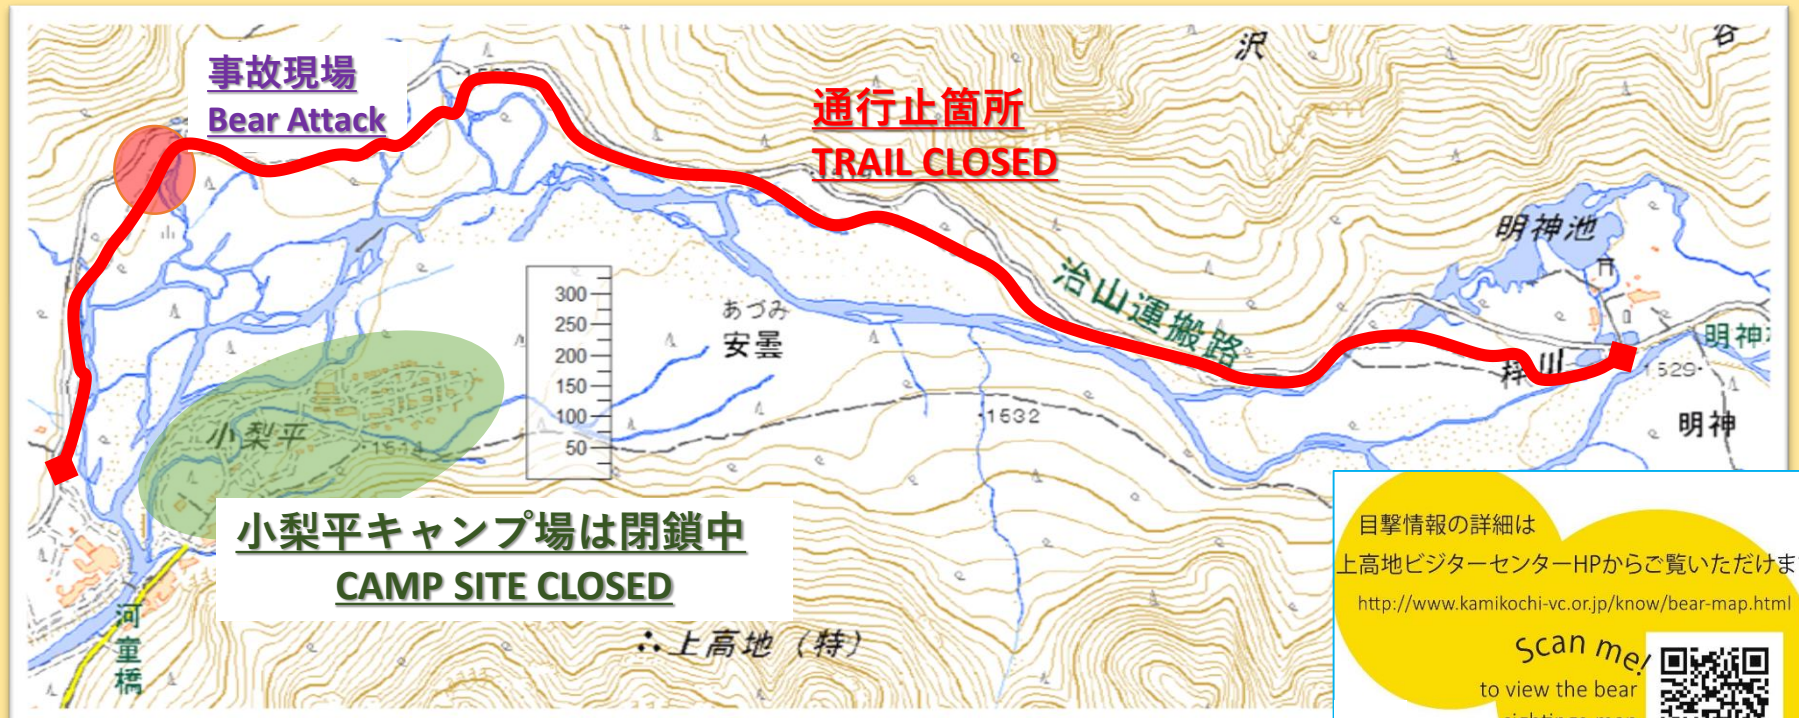 沢
谷
事故現場
Bear Attack
通行止箇所
TRAIL CLOSED
明神池
治山運搬路
300
250
200
150
100
50
あづみ
安曇
梓川
1529
明神
1532
明神
小梨平
小梨平キャンプ場は閉鎖中
CAMP SITE CLOSED
河童橋
上高地(特)
目撃情報の詳細は
上高地ビジターセンターHPからご覧いただけま
http://www.kamikochi-vc.or.jp/know/bear-map.html
Scan me!
to view the bear